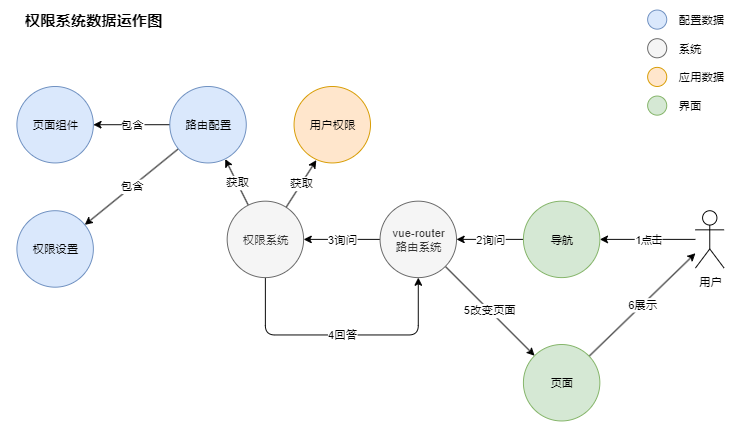 权限系统数据运作图
配置数据
系统
应用数据
界面
页面组件
包含
路由配置
用户权限
包含
获取
获取
权限设置
权限系统
3询问
vue-router
路由系统
2询问
导航
1点击
用户
4回答
5改变页面
6展示
页面